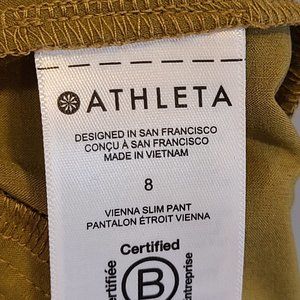 ATHLETA
DESIGNED IN SAN FRANCISCO
CONÇU À SAN FRANCISCO
MADE IN VIETNAM
8
VIENNA SLIM PANT
PANTALON ÉTROIT VIENNA
Certified
B
Certifiée
Entreprise